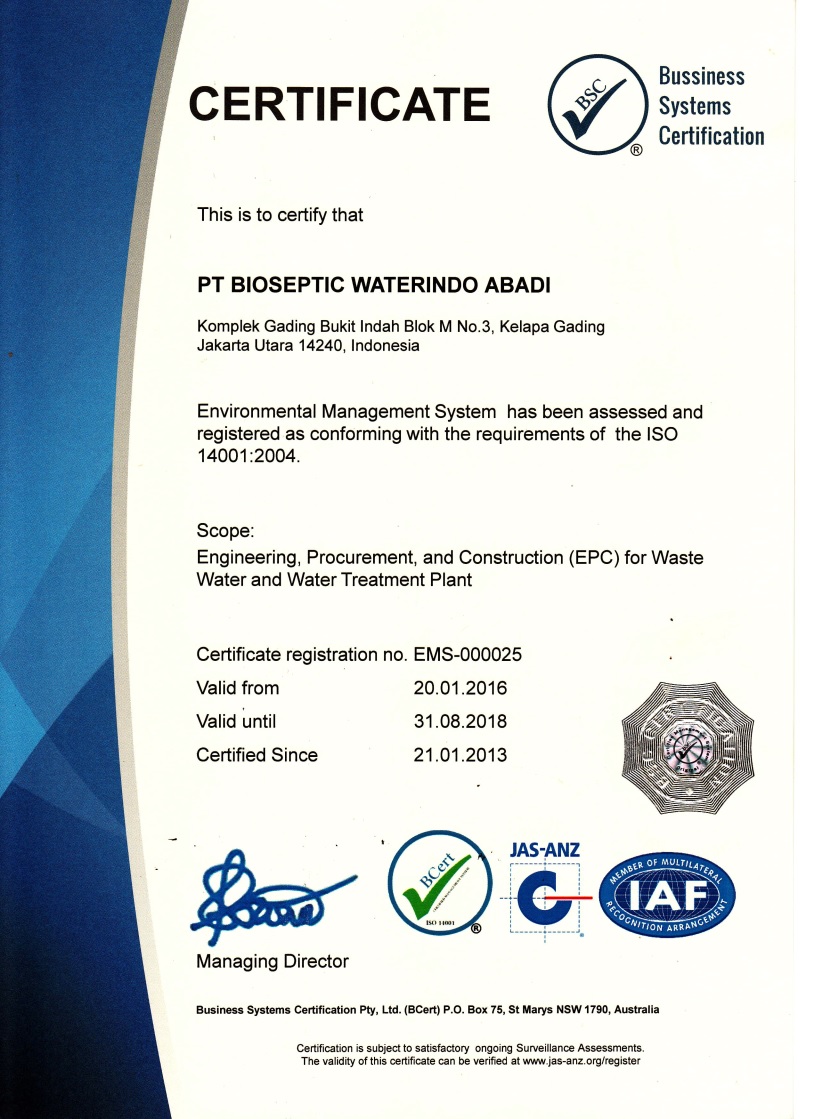 CERTIFICATE
BSC
®
Bussiness
Systems
Certification
This is to certify that
PT BIOSEPTIC WATERINDO ABADI
Komplek Gading Bukit Indah Blok M No.3, Kelapa Gading
Jakarta Utara 14240, Indonesia
Environmental Management System has been assessed and
registered as conforming with the requirements of the ISO
14001:2004.
Scope:
Engineering, Procurement, and Construction (EPC) for Waste
Water and Water Treatment Plant
Certificate registration no. EMS-000025
Valid from 20.01.2016
Valid until 31.08.2018
Certified Since 21.01.2013
BSC CERTIFICATION
BCert
ISO 14001
®
JAS-ANZ
MEMBER OF MULTILATERAL
IAF
RECOGNITION ARRANGEMENT
Managing Director
Business Systems Certification Pty, Ltd. (BCert) P.O. Box 75, St Marys NSW 1790, Australia
Certification is subject to satisfactory ongoing Surveillance Assessments.
The validity of this certificate can be verified at www.jas-anz.org/register